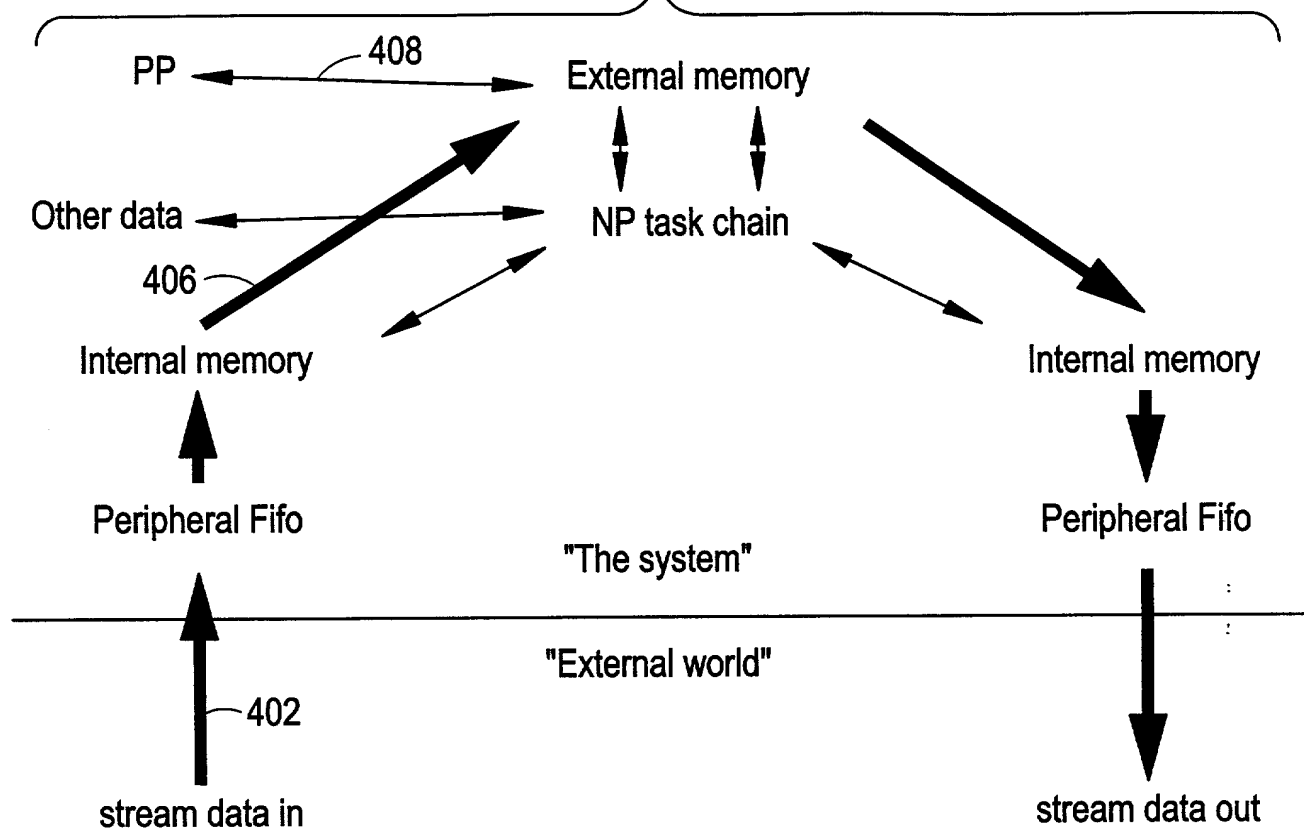 408
PP
External memory
Other data
NP task chain
406
Internal memory
Internal memory
Peripheral Fifo
Peripheral Fifo
"The system"
"External world"
402
stream data in
stream data out